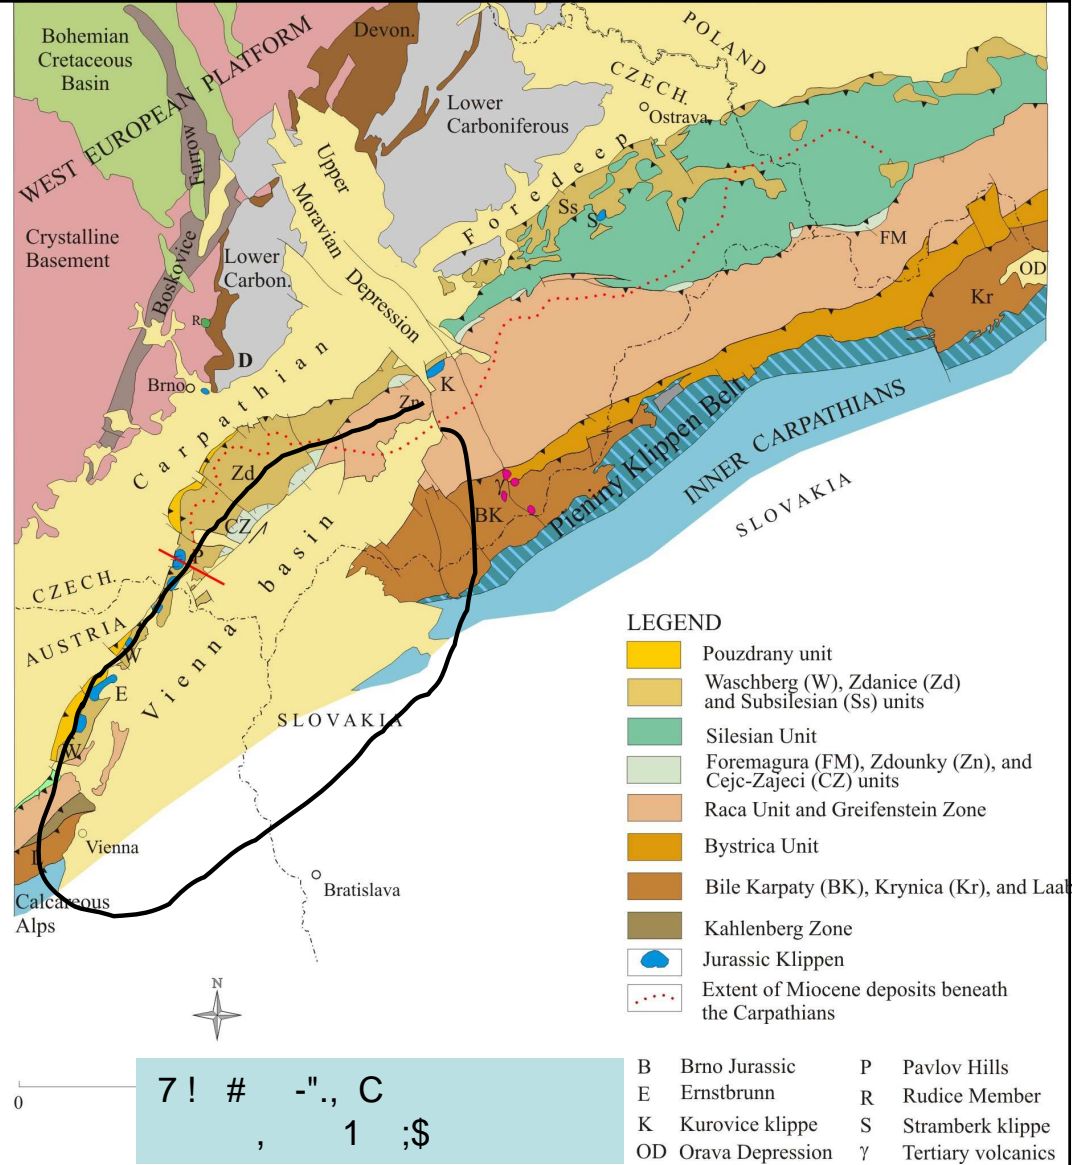 Bohemian
Cretaceous
Basin
WEST EUROPEAN PLATFORM
Devon.
Lower
Carboniferous
POLAND
CZECH.
Ostrava
Furrow
Boskovice
Upper
Moravian Depression
Foredeep
Ss
S
FM
OD
Kr
Crystalline
Basement
Lower
Carbon.
R
D
Brno
K
Zn
Carpathian
Zd
CZ
P
BK
γ
Pieniny Klippen Belt
INNER CARPATHIANS
SLOVAKIA
CZECH.
AUSTRIA
Vienna basin
W
E
W
SLOVAKIA
Vienna
L
Bratislava
Calcareous
Alps
N
0
7 ! # -"., C
, 1 ;$
LEGEND
Pouzdrany unit
Waschberg (W), Zdanice (Zd)
and Subsilesian (Ss) units
Silesian Unit
Foremagura (FM), Zdounky (Zn), and
Cejc-Zajeci (CZ) units
Raca Unit and Greifenstein Zone
Bystrica Unit
Bile Karpaty (BK), Krynica (Kr), and Laab
Kahlenberg Zone
Jurassic Klippen
Extent of Miocene deposits beneath
the Carpathians
B Brno Jurassic P Pavlov Hills
E Ernstbrunn R Rudice Member
K Kurovice klippe S Stramberk klippe
OD Orava Depression γ Tertiary volcanics